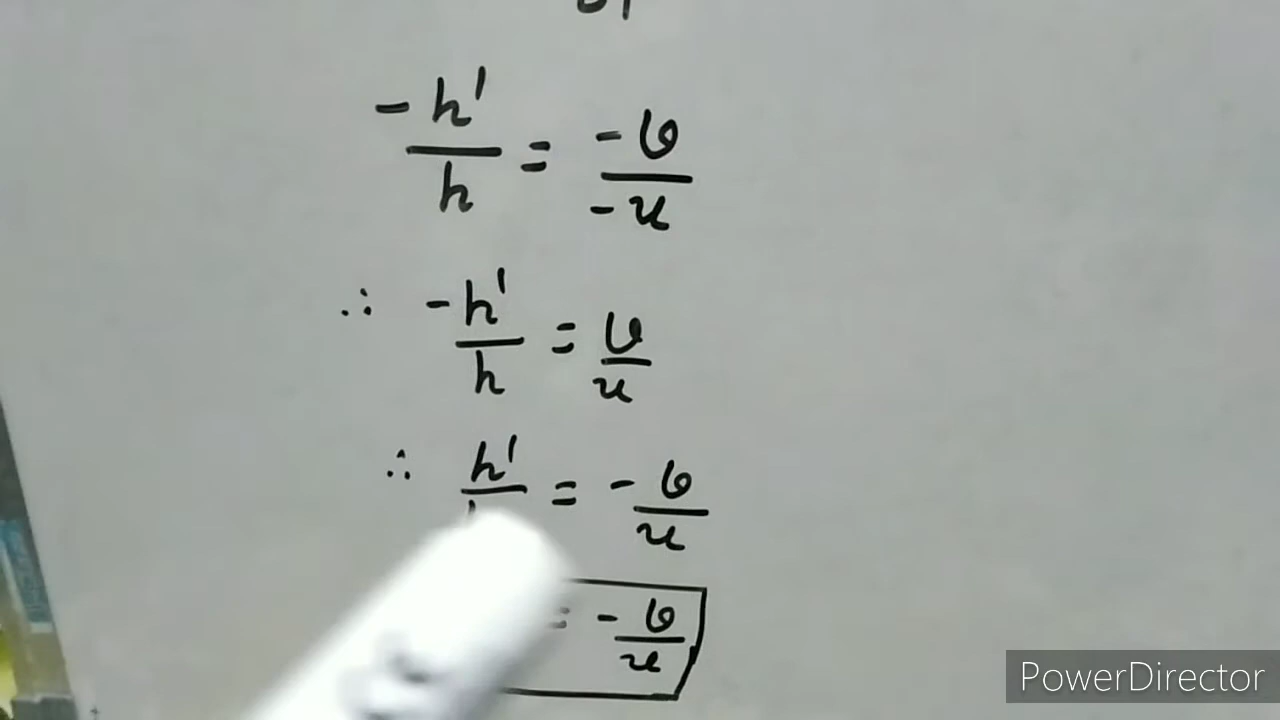 -h'/h = -v/-u
∴ -h'/h = v/u
∴ h'/ = -v/u
= -v/u
PowerDirector